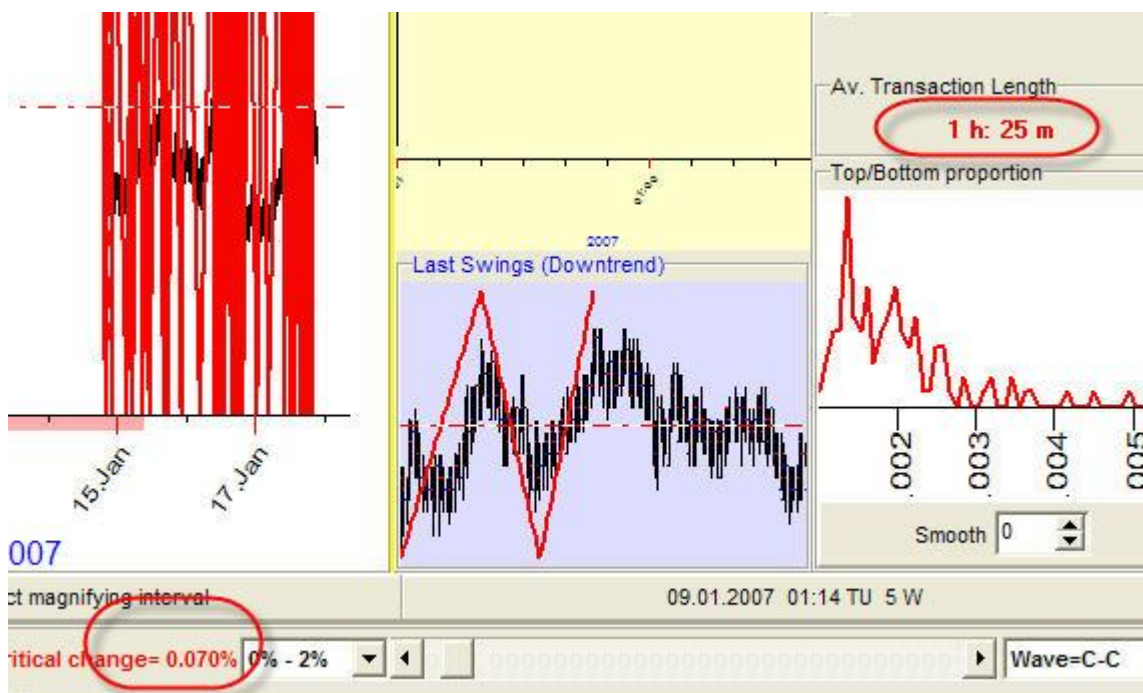 Av. Transaction Length
1 h: 25 m
Top/Bottom proportion
2007
Last Swings (Downtrend)
15.Jan
17.Jan
002
003
004
005
Smooth 0
007
ct magnifying interval
09.01.2007 01:14 TU 5 W
ritical change= 0.070%
0% - 2%
Wave=C-C